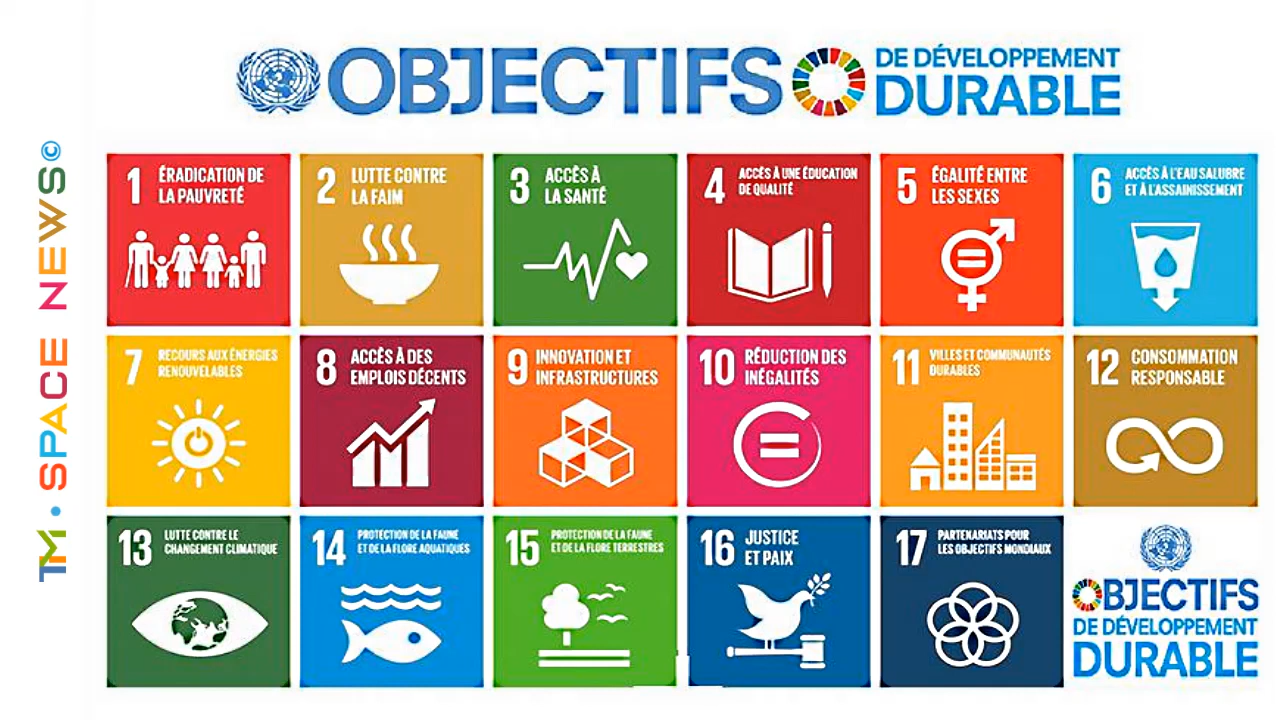 OBJECTIFS
DE DÉVELOPPEMENT
DURABLE
TM • SPACE NEWS©
1 ÉRADICATION DE
LA PAUVRETÉ
2 LUTTE CONTRE
LA FAIM
3 ACCÈS À
LA SANTÉ
4 ACCÈS À UNE ÉDUCATION
DE QUALITÉ
5 ÉGALITÉ ENTRE
LES SEXES
6 ACCÈS À L'EAU SALUBRE
ET À L'ASSAINISSEMENT
7 RECOURS AUX ÉNERGIES
RENOUVELABLES
8 ACCÈS À DES
EMPLOIS DÉCENTS
9 INNOVATION ET
INFRASTRUCTURES
10 RÉDUCTION DES
INÉGALITÉS
11 VILLES ET COMMUNAUTÉS
DURABLES
12 CONSOMMATION
RESPONSABLE
13 LUTTE CONTRE LE
CHANGEMENT CLIMATIQUE
14 PROTECTION DE LA FAUNE
ET DE LA FLORE AQUATIQUES
15 PROTECTION DE LA FAUNE
ET DE LA FLORE TERRESTRES
16 JUSTICE
ET PAIX
17 PARTENARIATS POUR
LES OBJECTIFS MONDIAUX
OBJECTIFS
DE DÉVELOPPEMENT
DURABLE